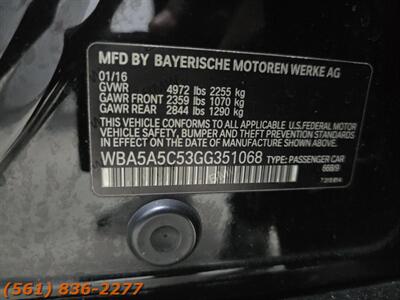 MFD BY BAYERISCHE MOTOREN WERKE AG
01/16
GVWR 4972 lbs 2255 kg
GAWR FRONT 2359 lbs 1070 kg
GAWR REAR 2844 lbs 1290 kg
THIS VEHICLE CONFORMS TO ALL APPLICABLE U.S.FEDERAL MOTOR
VEHICLE SAFETY, BUMPER, AND THEFT PREVENTION STANDARDS
IN EFFECT ON THE DATE OF MANUFACTURE SHOWN ABOVE.
WBA5A5C53GG351068 TYPE: PASSENGER CAR
(561) 836-2277